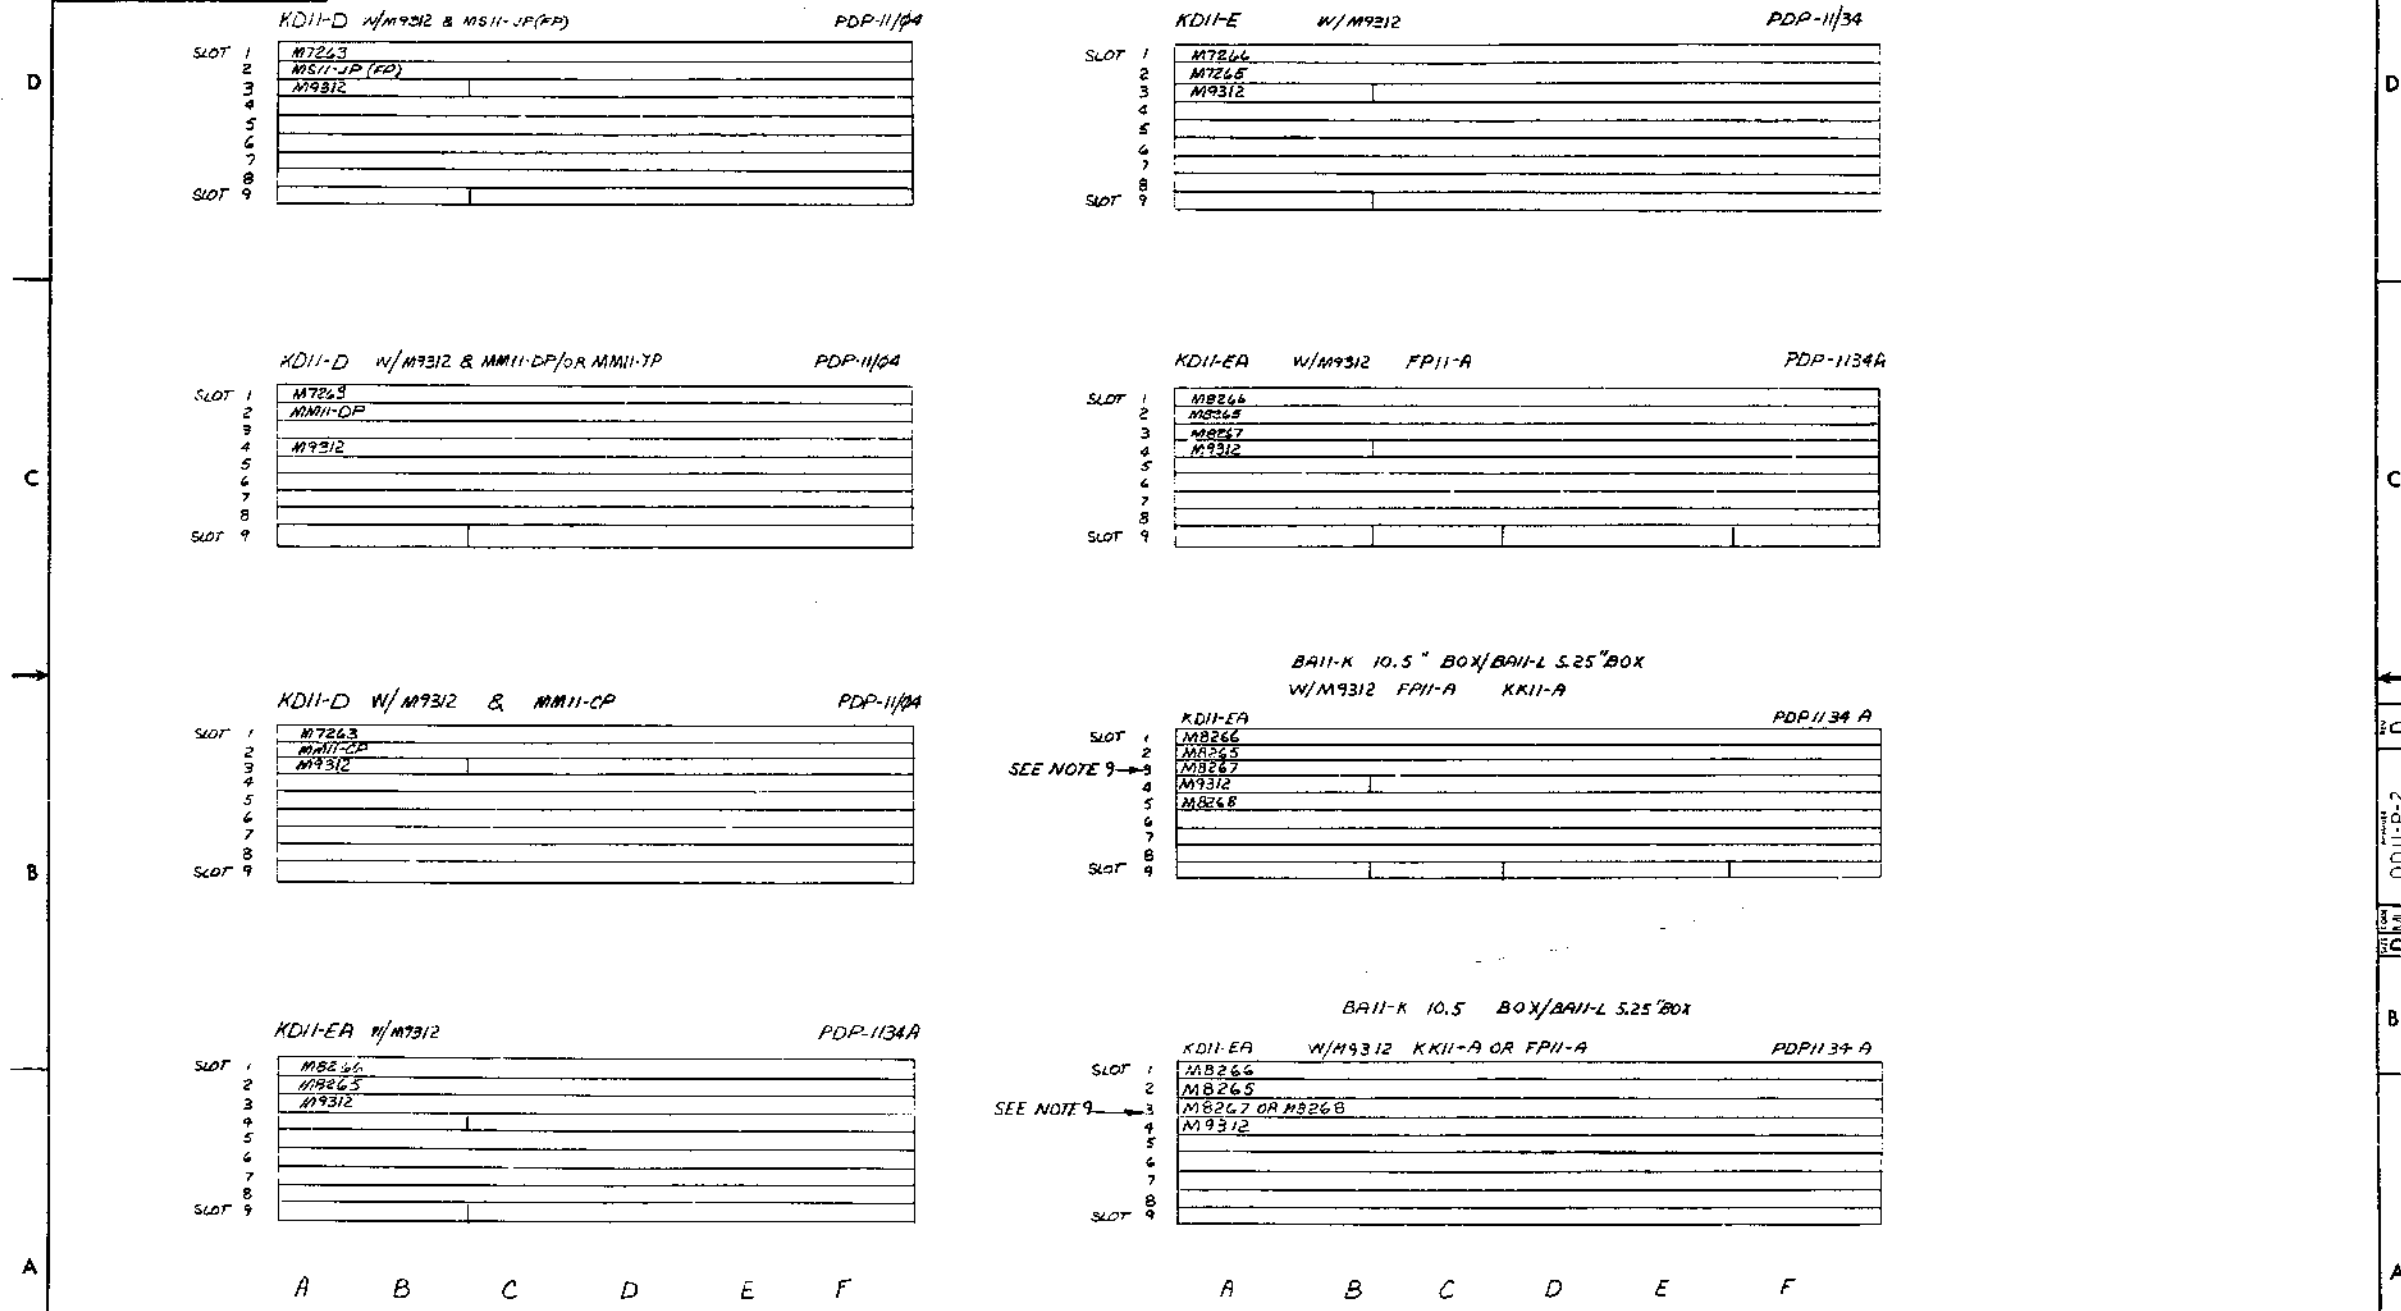 KD11-D W/M9312 & MS11-JP(FP) PDP-11/04
SLOT 1 M7263
2 MS11-JP (FP)
3 M9312
4
5
6
7
8
SLOT 9
KD11-D W/M9312 & MM11-DP/OR MM11-YP PDP-11/04
SLOT 1 M7263
2 MM11-DP
3
4 M9312
5
6
7
8
SLOT 9
KD11-D W/M9312 & MM11-CP PDP-11/04
SLOT 1 M7263
2 MM11-CP
3 M9312
4
5
6
7
8
SLOT 9
KD11-EA W/M9312 PDP-1134A
SLOT 1 M8266
2 M8265
3 M9312
4
5
6
7
8
SLOT 9
A B C D E F
KD11-E W/M9312 PDP-11/34
SLOT 1 M7266
2 M7265
3 M9312
4
5
6
7
8
SLOT 9
KD11-EA W/M9312 FP11-A PDP-1134A
SLOT 1 M8266
2 M8265
3 M8267
4 M9312
5
6
7
8
SLOT 9
BA11-K 10.5" BOX/BA11-L 5.25"BOX
W/M9312 FP11-A KK11-A
KD11-EA PDP1134 A
SLOT 1 M8266
2 M8265
SEE NOTE 9 3 M8267
4 M9312
5 M8268
6
7
8
SLOT 9
BA11-K 10.5 BOX/BA11-L 5.25"BOX
KD11-EA W/M9312 KK11-A OR FP11-A PDP1134-A
SLOT 1 M8266
2 M8265
SEE NOTE 9 3 M8267 OR M8268
4 M9312
5
6
7
8
SLOT 9
A B C D E F
D
C
B
A
D
C
B
A